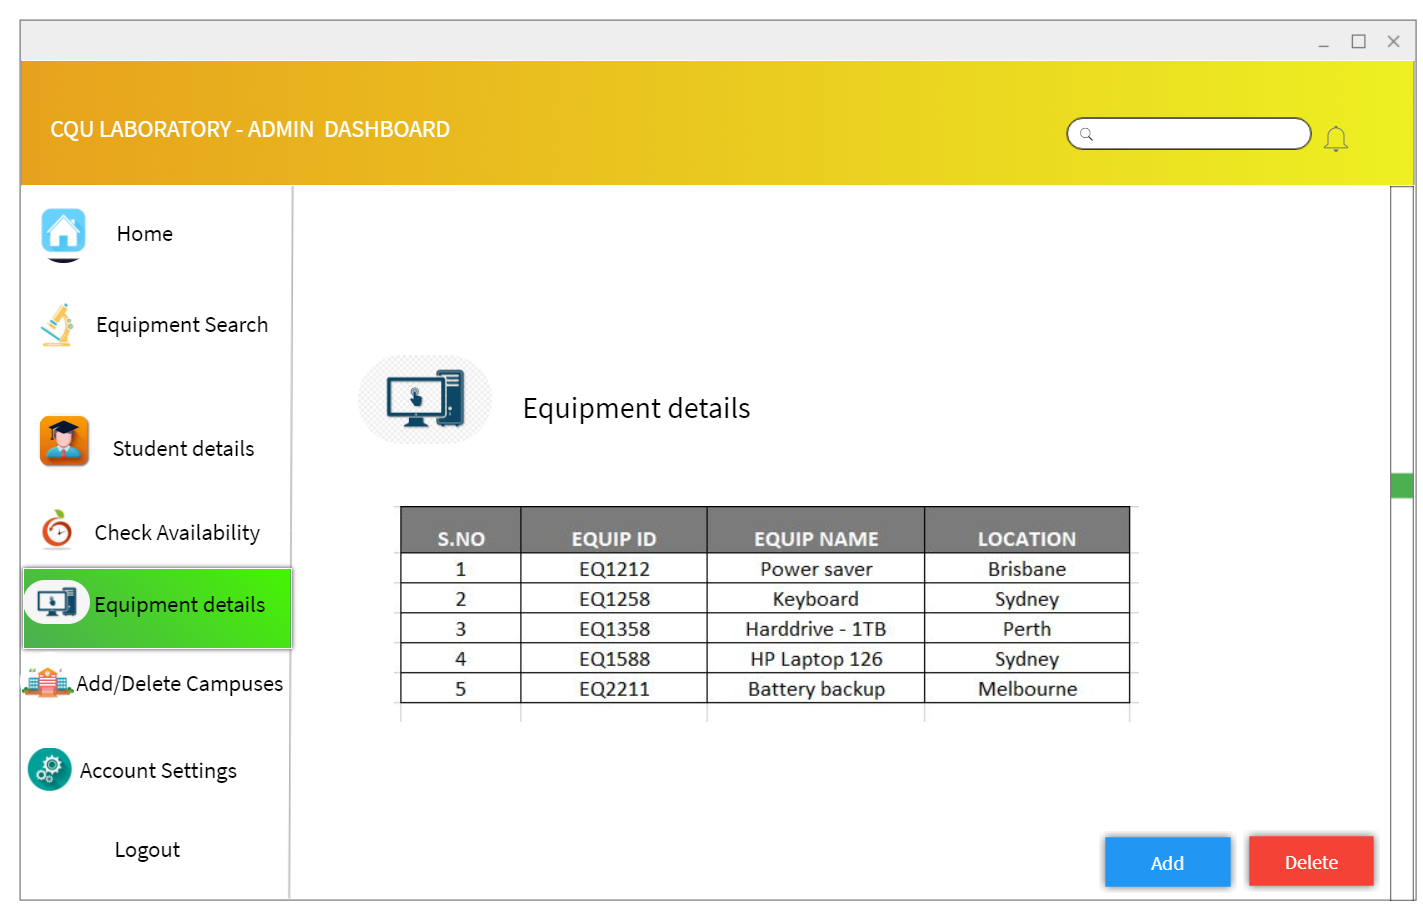 CQU LABORATORY - ADMIN  DASHBOARD
Home
Equipment Search
Student details
Check Availability
Equipment details
Add/Delete Campuses
Account Settings
Logout
Equipment details
S.NO EQUIP ID EQUIP NAME LOCATION
1 EQ1212 Power saver Brisbane
2 EQ1258 Keyboard Sydney
3 EQ1358 Harddrive - 1TB Perth
4 EQ1588 HP Laptop 126 Sydney
5 EQ2211 Battery backup Melbourne
Add Delete